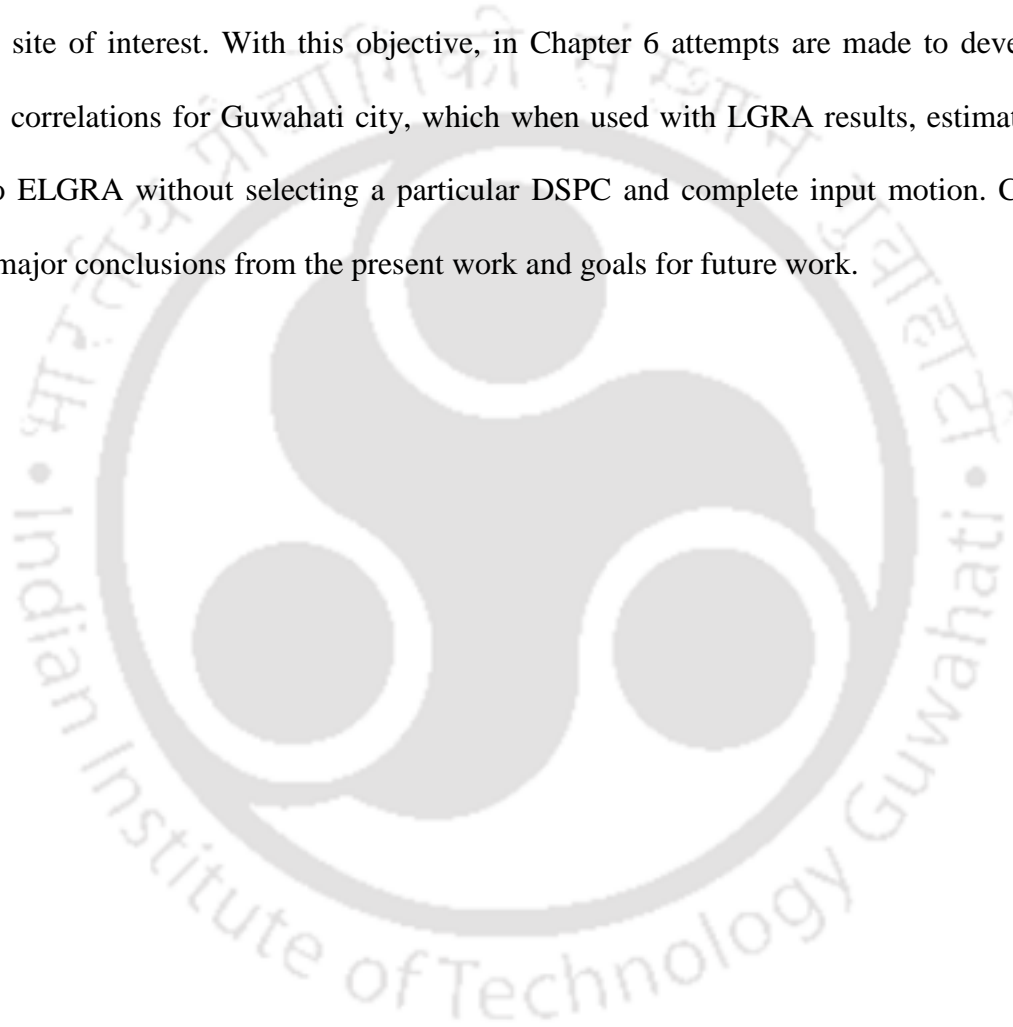 site of interest. With this objective, in Chapter 6 attempts are made to deve
correlations for Guwahati city, which when used with LGRA results, estimat
o ELGRA without selecting a particular DSPC and complete input motion. C
major conclusions from the present work and goals for future work.
भारतीय प्रौद्योगिकी संस्थान गुवाहाटी
Indian Institute of Technology Guwahati